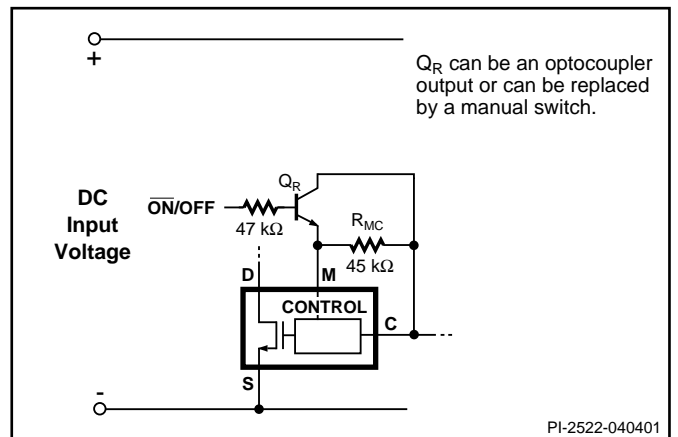 +
Q_R can be an optocoupler
output or can be replaced
by a manual switch.
Q_R
DC
Input
Voltage
O̅N̅/OFF
47 kΩ
R_MC
45 kΩ
D
M
CONTROL
C
S
-
PI-2522-040401